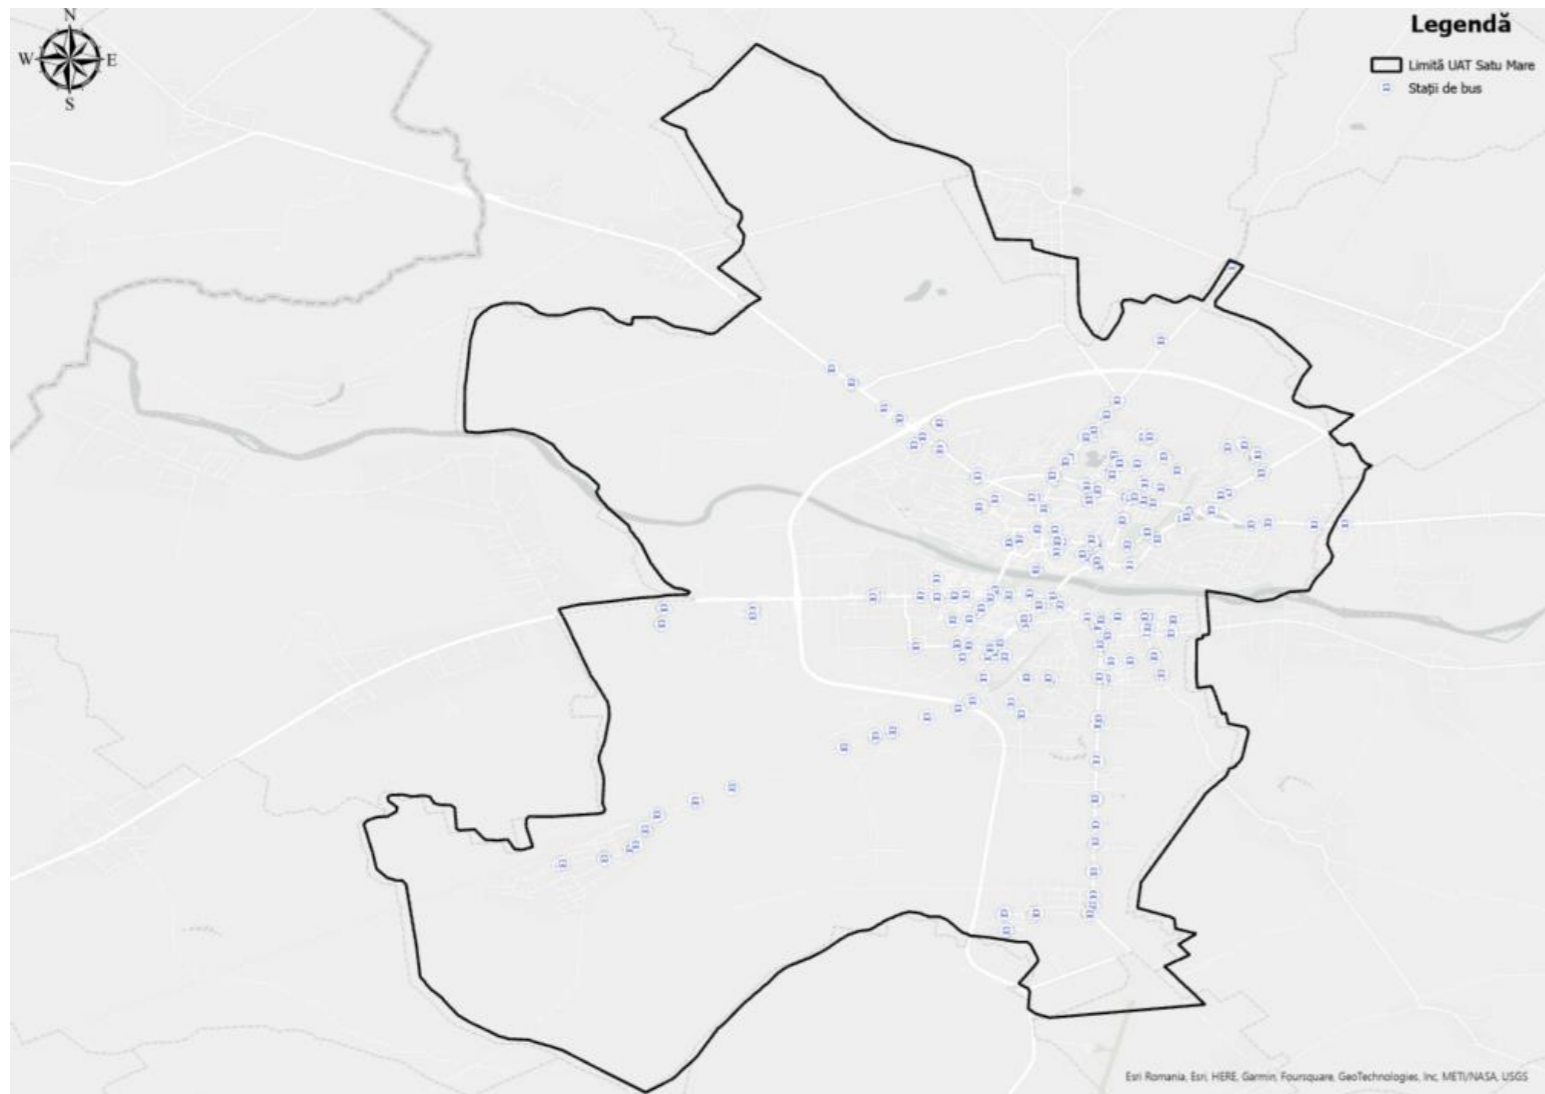 N
W E
S
Legendă
Limită UAT Satu Mare
Stații de bus
Esri Romania, Esri, HERE, Garmin, Foursquare, GeoTechnologies, Inc, METI/NASA, USGS